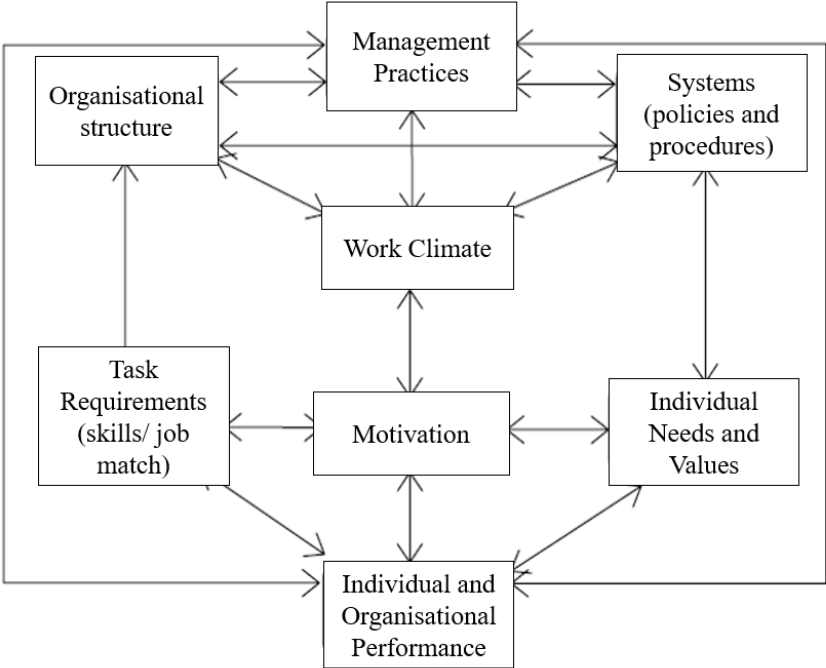 Management
Practices
Organisational
structure
Systems
(policies and
procedures)
Work Climate
Task
Requirements
(skills/ job
match)
Motivation
Individual
Needs and
Values
Individual and
Organisational
Performance